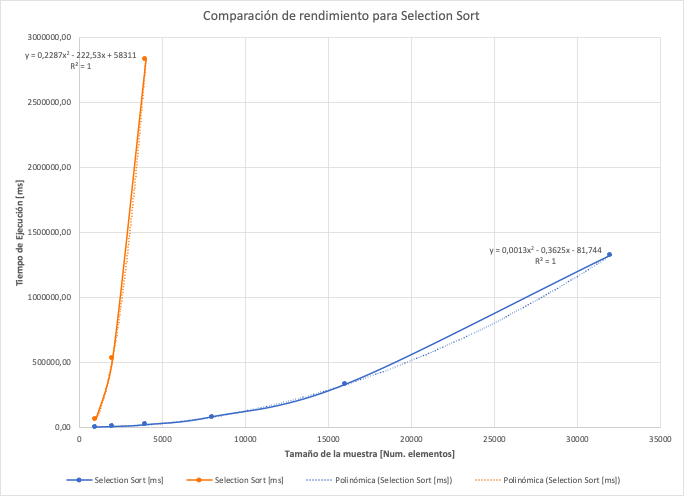 Comparación de rendimiento para Selection Sort
3000000,00
y = 0,2287x² - 222,53x + 58311
R² = 1
2500000,00
2000000,00
1500000,00
y = 0,0013x² - 0,3625x - 81,744
R² = 1
1000000,00
500000,00
0,00
Tiempo de Ejecución [ms]
0 5000 10000 15000 20000 25000 30000 35000
Tamaño de la muestra [Num. elementos]
Selection Sort [ms] Selection Sort [ms] Polinómica (Selection Sort [ms]) Polinómica (Selection Sort [ms])